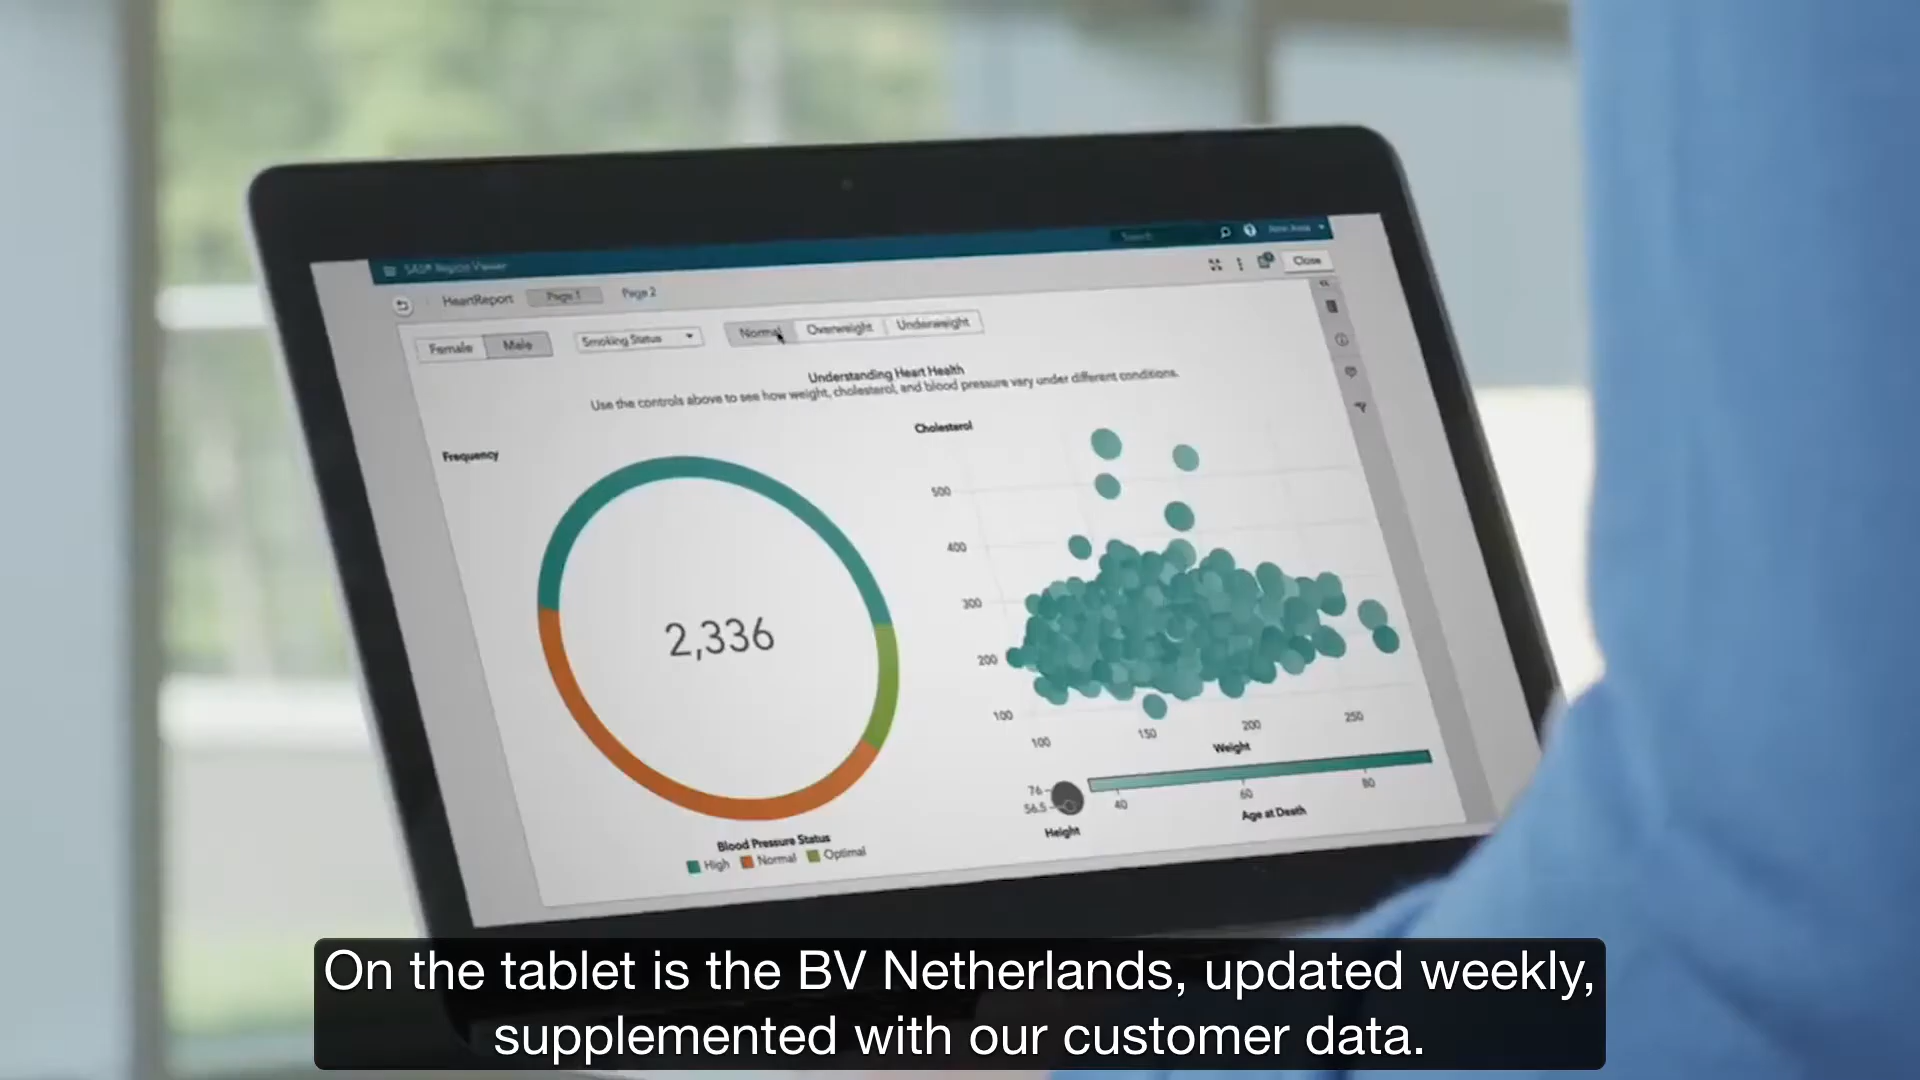 SAS® Report Viewer
Search
HeartReport Page 1 Page 2
Close
Female Male Smoking Status Normal Overweight Underweight
Understanding Heart Health
Use the controls above to see how weight, cholesterol, and blood pressure vary under different conditions.
Frequency
2,336
Blood Pressure Status
High Normal Optimal
Cholesterol
500
400
300
200
100
100 150 200 250
Weight
76
56.5
Height
40 60 80
Age at Death
On the tablet is the BV Netherlands, updated weekly,
supplemented with our customer data.